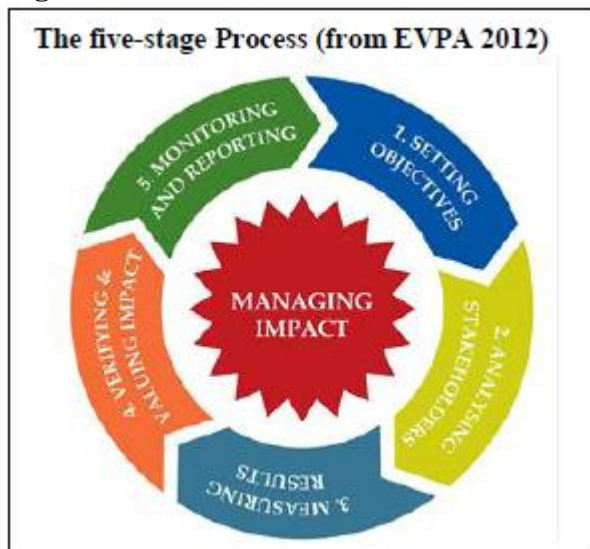 The five-stage Process (from EVPA 2012)
1. SETTING
OBJECTIVES
2. ANALYSING
STAKEHOLDERS
3. MEASURING
RESULTS
4. VERIFYING &
VALUING IMPACT
5. MONITORING
AND REPORTING
MANAGING
IMPACT